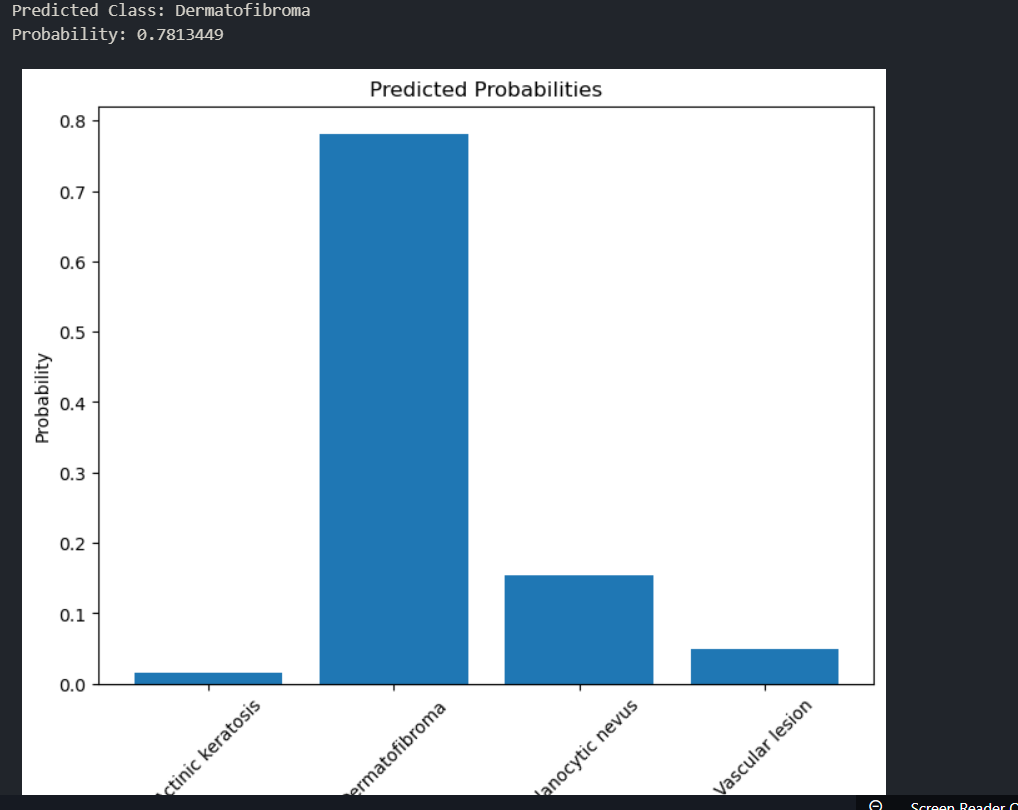 Predicted Class: Dermatofibroma
Probability: 0.7813449
Predicted Probabilities
0.8
0.7
0.6
0.5
0.4
0.3
0.2
0.1
0.0
Probability
ctinic keratosis
ermatofibroma
lanocytic nevus
Vascular lesion
Screen Reader